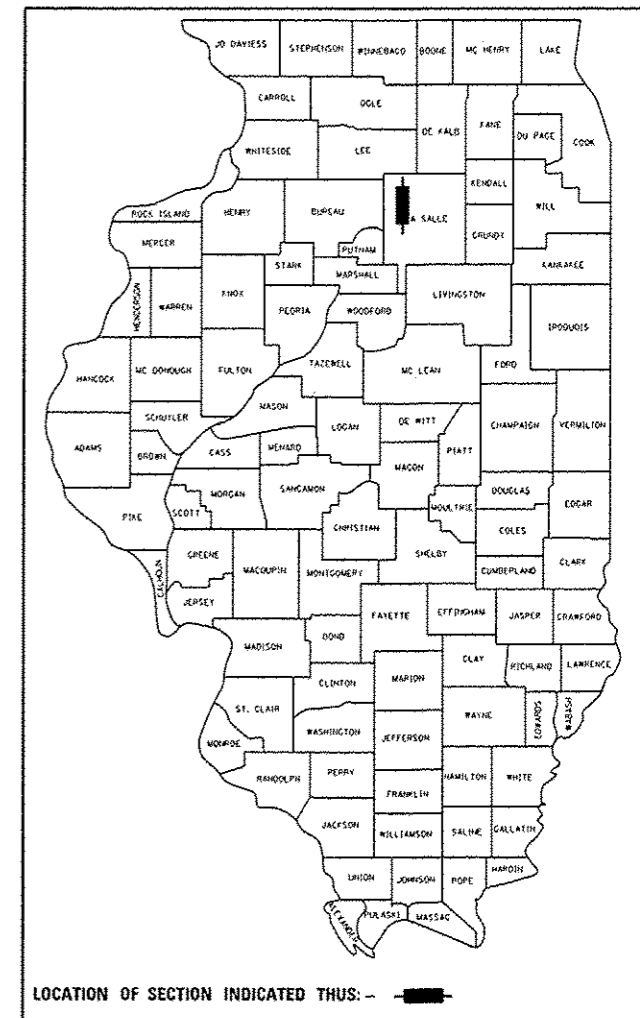 JO DAVIESS STEPHENSON WINNEBAGO BOONE MC HENRY LAKE
CARROLL OGLE DE KALB KANE DU PAGE COOK
WHITESIDE LEE KENDALL WILL
ROCK ISLAND HENRY BUREAU A SALLE GRUNDY
MERCER PUTNAM KANKAKEE
STARK MARSHALL
HENDERSON WARREN KNOX PEORIA WOODFORD LIVINGSTON IROQUOIS
HANCOCK MC DONOUGH FULTON TAZEWELL MC LEAN FORD
SCHUYLER MASON LOGAN DE WITT CHAMPAIGN VERMILION
ADAMS BROWN CASS MENARD MACON PIATT
MORGAN SANGAMON DOUGLAS EDGAR
PIKE SCOTT CHRISTIAN MOULTRIE COLES
GREENE MACOUPIN MONTGOMERY SHELBY CUMBERLAND CLARK
CALHOUN JERSEY FAYETTE EFFINGHAM JASPER CRAWFORD
MADISON BOND CLAY RICHLAND LAWRENCE
CLINTON MARION
ST. CLAIR WAYNE EDWARDS WABASH
MONROE WASHINGTON JEFFERSON
RANDOLPH PERRY HAMILTON WHITE
FRANKLIN
JACKSON WILLIAMSON SALINE GALLATIN
UNION JOHNSON POPE HARDIN
ALEXANDER PULASKI MASSAC
LOCATION OF SECTION INDICATED THUS: -